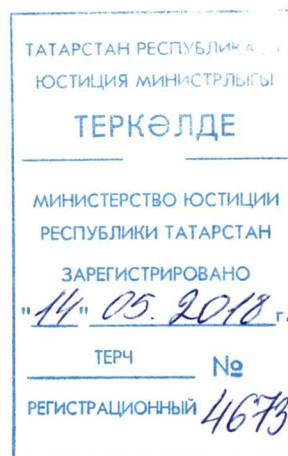 ТАТАРСТАН РЕСПУБЛИКА
ЮСТИЦИЯ МИНИСТРЛЫГЫ
ТЕРКӘЛДЕ
МИНИСТЕРСТВО ЮСТИЦИИ
РЕСПУБЛИКИ ТАТАРСТАН
ЗАРЕГИСТРИРОВАНО
"14" 05. 2018 г.
ТЕРЧ №
РЕГИСТРАЦИОННЫЙ 4673